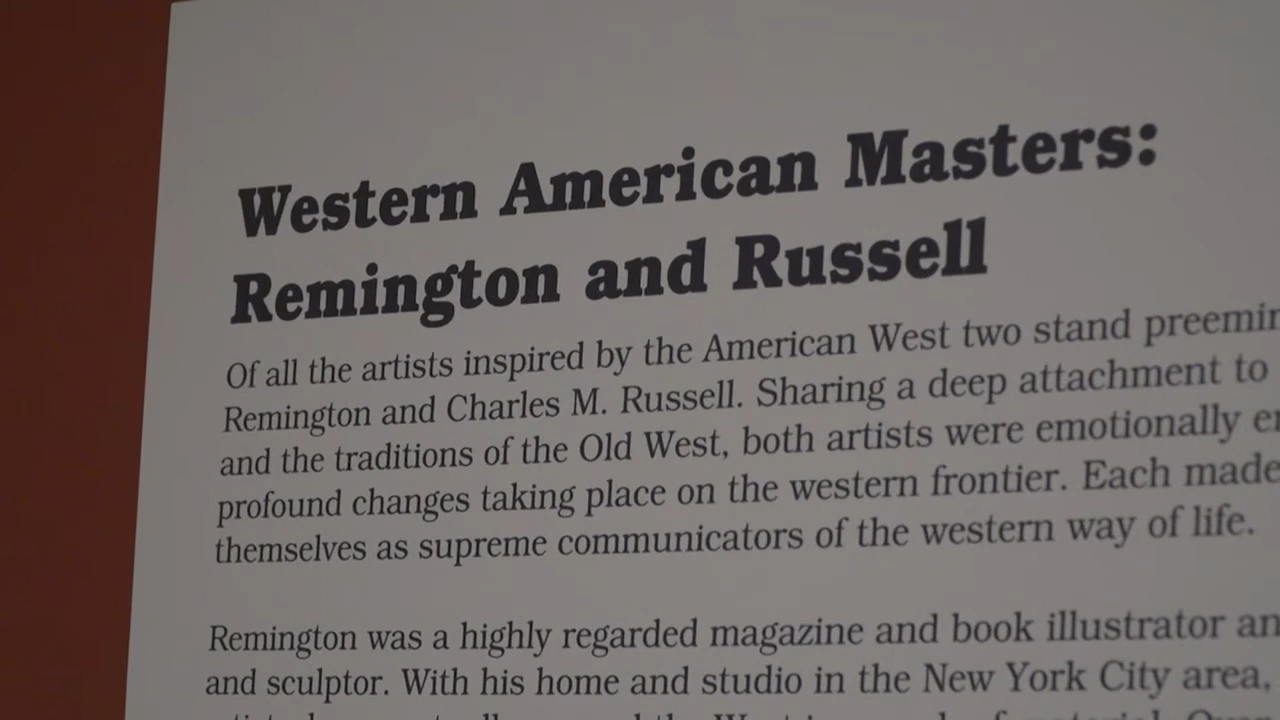 Western American Masters:
Remington and Russell
Of all the artists inspired by the American West two stand
Remington and Charles M. Russell. Sharing a deep attachment to
and the traditions of the Old West, both artists were emotionally
profound changes taking place on the western frontier. Each made
themselves as supreme communicators of the western way of life.
Remington was a highly regarded magazine and book illustrator
and sculptor. With his home and studio in the New York City area,